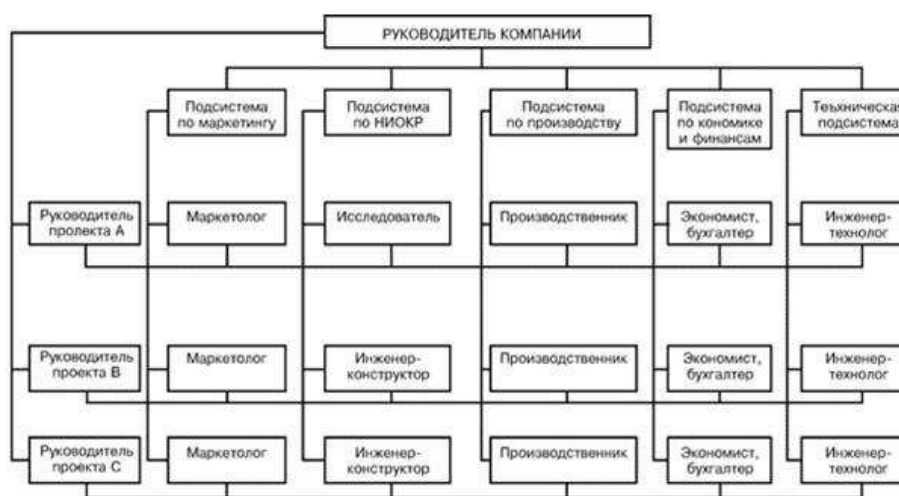 РУКОВОДИТЕЛЬ КОМПАНИИ
Подсистема
по маркетингу
Подсистема
по НИОКР
Подсистема
по производству
Подсистема
по кономике
и финансам
Теъхническая
подсистема
Руководитель
пролекта А
Маркетолог
Исследователь
Производственник
Экономист,
бухгалтер
Инженер-
технолог
Руководитель
проекта В
Маркетолог
Инженер-
конструктор
Производственник
Экономист,
бухгалтер
Инженер-
технолог
Руководитель
проекта С
Маркетолог
Инженер-
конструктор
Производственник
Экономист,
бухгалтер
Инженер-
технолог